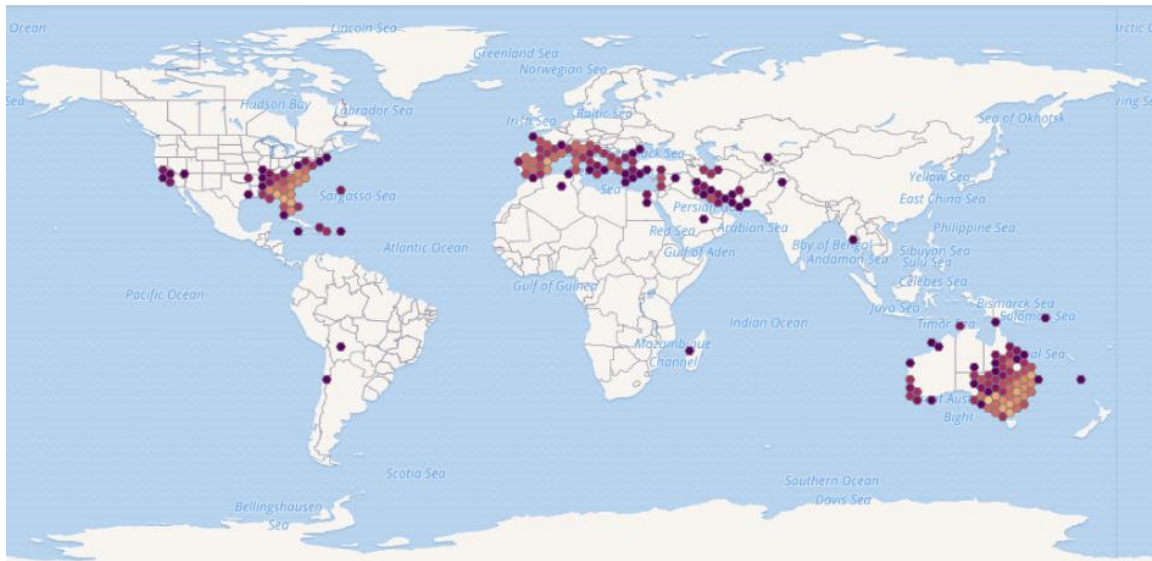 Ocean
Lincoln Sea
Arctic O
Greenland Sea
Norwegian Sea
Sea
Hudson Bay
Labrador Sea
Irish Sea
Baltic Sea
Sea of Okhotsk
ring Se
ck Sea
Yellow Sea
Sargasso Sea
Sea
East China Sea
Persian
Arabian Sea
Philippine Sea
Red Sea
Bay of Bengal
Atlantic Ocean
Gulf of Aden
Andaman Sea
Sibuyan Sea
Sulu Sea
Celebes Sea
Pacific Ocean
Gulf of Guinea
Java Sea
Bismarck Sea
Solomon Sea
Indian Ocean
Timor Sea
Mozambique
Channel
al Sea
at Aus
Bight
Scotia Sea
Southern Ocean
Davis Sea
Bellingshausen
Sea